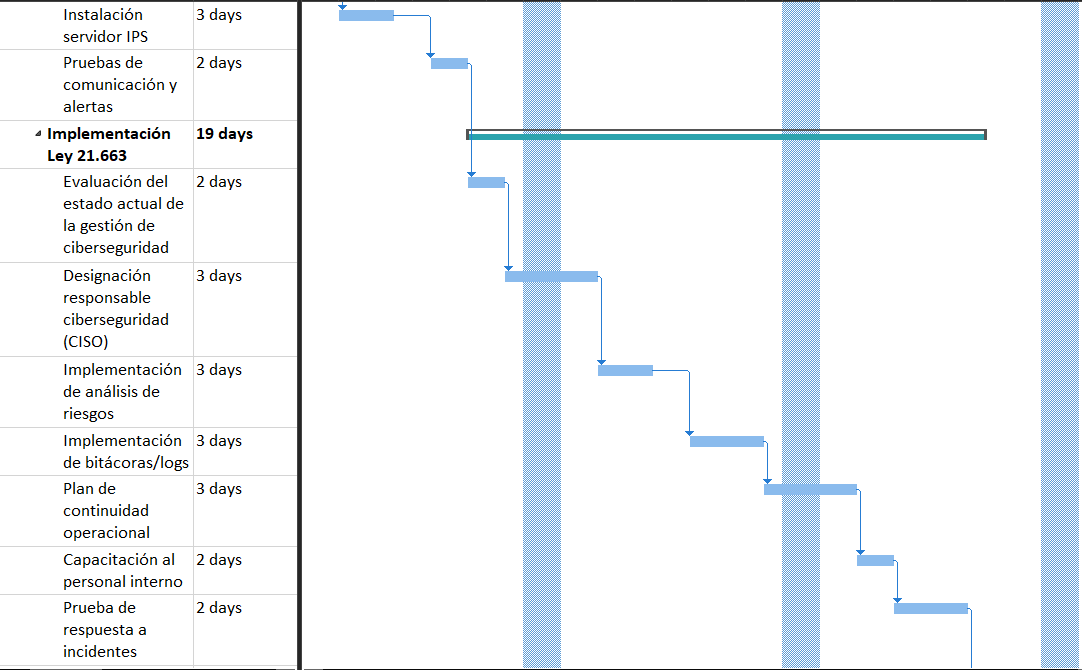 Instalación 3 days
servidor IPS
Pruebas de 2 days
comunicación y
alertas
Implementación 19 days
Ley 21.663
Evaluación del 2 days
estado actual de
la gestión de
ciberseguridad
Designación 3 days
responsable
ciberseguridad
(CISO)
Implementación 3 days
de análisis de
riesgos
Implementación 3 days
de bitácoras/logs
Plan de 3 days
continuidad
operacional
Capacitación al 2 days
personal interno
Prueba de 2 days
respuesta a
incidentes